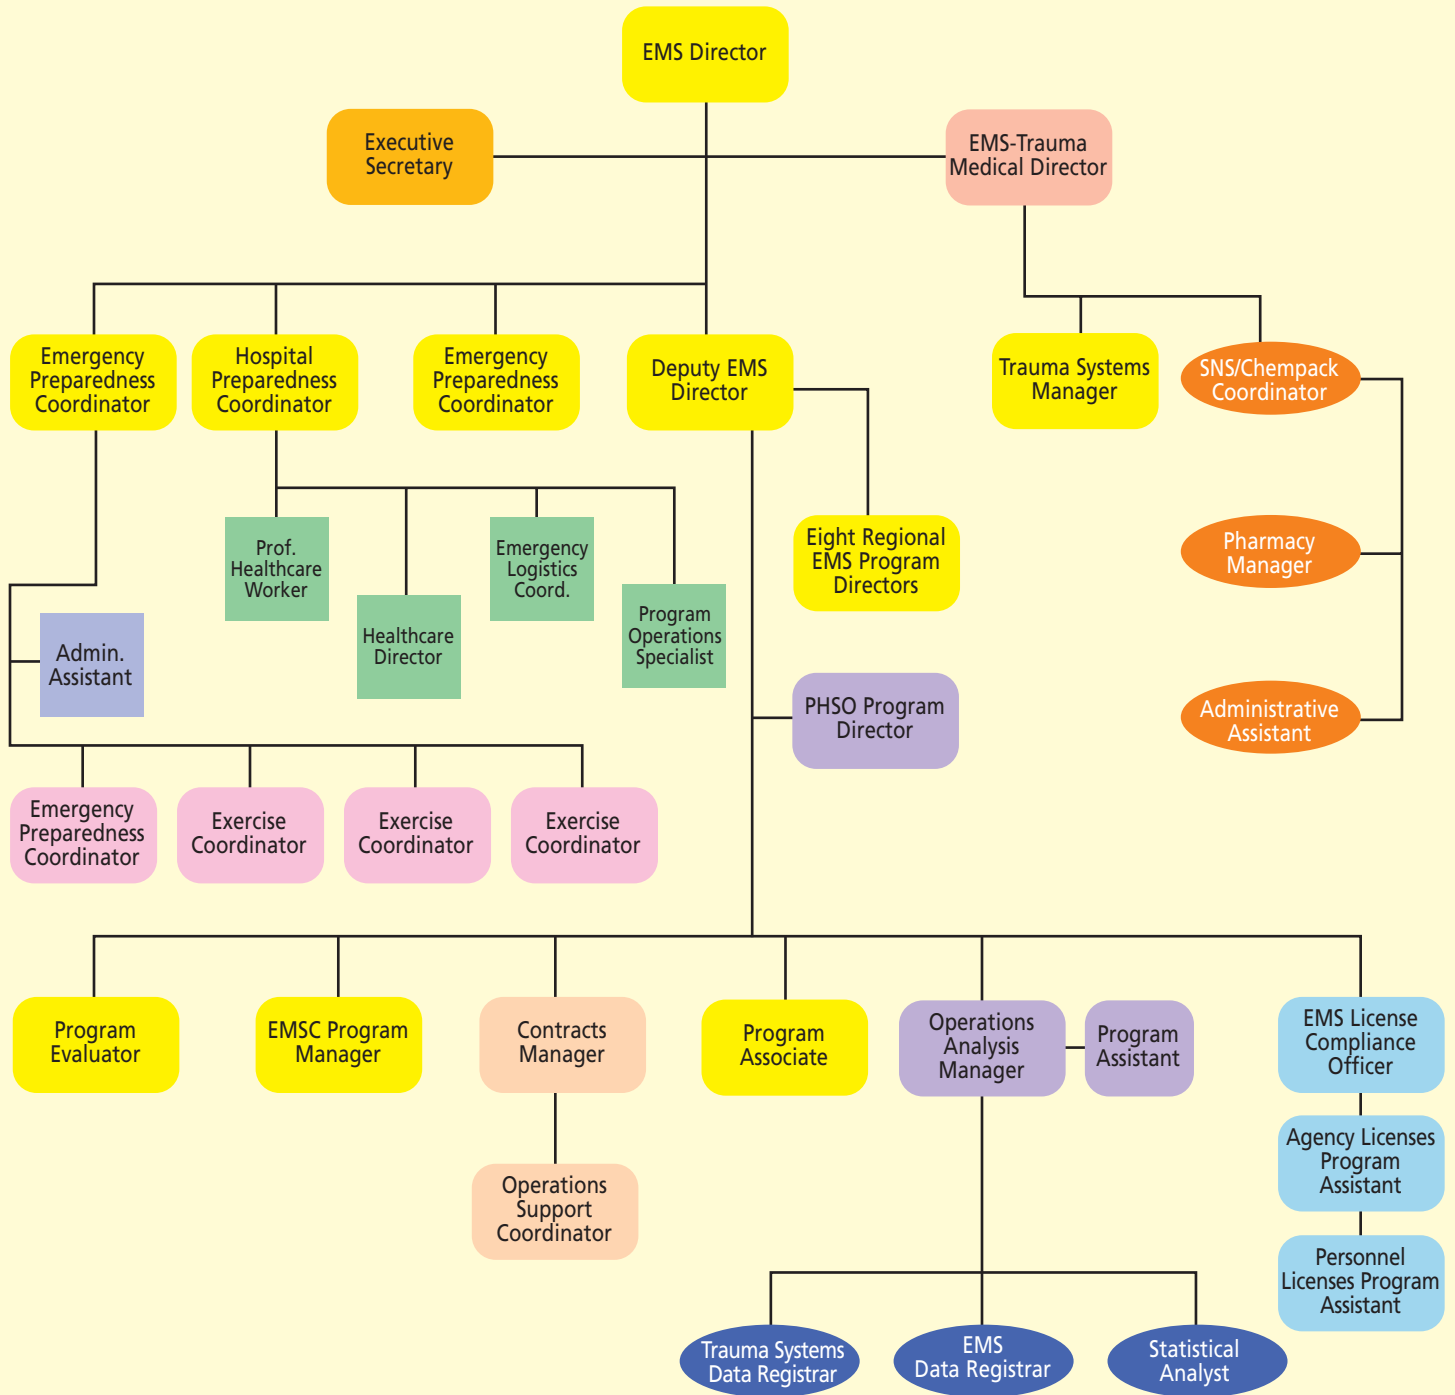 EMS Director
Executive
Secretary
EMS-Trauma
Medical Director
Emergency
Preparedness
Coordinator
Hospital
Preparedness
Coordinator
Emergency
Preparedness
Coordinator
Deputy EMS
Director
Trauma Systems
Manager
SNS/Chempack
Coordinator
Prof.
Healthcare
Worker
Healthcare
Director
Emergency
Logistics
Coord.
Program
Operations
Specialist
Eight Regional
EMS Program
Directors
Pharmacy
Manager
Admin.
Assistant
PHSO Program
Director
Administrative
Assistant
Emergency
Preparedness
Coordinator
Exercise
Coordinator
Exercise
Coordinator
Exercise
Coordinator
Program
Evaluator
EMSC Program
Manager
Contracts
Manager
Program
Associate
Operations
Analysis
Manager
Program
Assistant
EMS License
Compliance
Officer
Agency Licenses
Program
Assistant
Operations
Support
Coordinator
Personnel
Licenses Program
Assistant
Trauma Systems
Data Registrar
EMS
Data Registrar
Statistical
Analyst